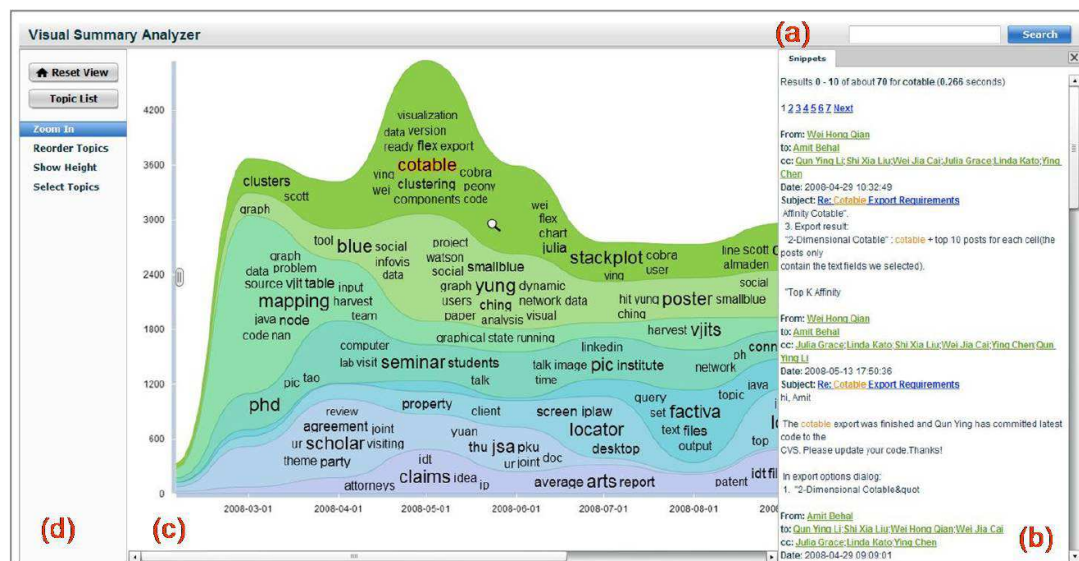 Visual Summary Analyzer
(a)
Search
Reset View
Topic List
Zoom In
Reorder Topics
Show Height
Select Topics
(d)
4200
3600
3000
2400
1800
1200
600
0
visualization
data version
ready flex export
cotable
ying cobra
wei clustering peony
components code
clusters
scott
graph
wei
flex
chart
julia
stackplot cobra
ying user
line scott
almaden
tool blue social
infovis
data
project
watson
social smallblue
graph yung dynamic
users ching network data
paper analysis visual
hit yung poster smallblue
ching
social
graph
data problem
source vjit table input
mapping harvest
java node team
code nan
graphical state running
harvest vjits
computer
lab visit seminar students
talk
linkedin
talk image pic institute
time
ph conn
network
pic tao
phd
property client
screen iplaw
locator
desktop
query
set factiva
text files
output
topic java
top
review
agreement joint
ur scholar visiting
theme party
yuan
thu jsa pku
ur joint doc
idt
attorneys claims idea ip
average arts report
patent idt fil
2008-03-01 2008-04-01 2008-05-01 2008-06-01 2008-07-01 2008-08-01 2008
(c)
Snippets
Results 0 - 10 of about 70 for cotable (0.266 seconds)
1 2 3 4 5 6 7 Next
From: Wei Hong Qian
to: Amit Behal
cc: Qun Ying Li;Shi Xia Liu;Wei Jia Cai;Julia Grace;Linda Kato;Ying
Chen
Date: 2008-04-29 10:32:49
Subject: Re: Cotable Export Requirements
Affinity Cotable".
3. Export result:
"2-Dimensional Cotable" : cotable + top 10 posts for each cell(the
posts only
contain the text fields we selected).
"Top K Affinity
From: Wei Hong Qian
to: Amit Behal
cc: Julia Grace;Linda Kato;Shi Xia Liu;Wei Jia Cai;Ying Chen;Qun
Ying Li
Date: 2008-05-13 17:50:36
Subject: Re: Cotable Export Requirements
hi, Amit
The cotable export was finished and Qun Ying has committed latest
code to the
CVS. Please update your code.Thanks!
In export options dialog:
1. "2-Dimensional Cotable&quot
From: Amit Behal
to: Qun Ying Li;Shi Xia Liu;Wei Hong Qian;Wei Jia Cai
cc: Julia Grace;Linda Kato;Ying Chen
Date: 2008-04-29 09:09:01
(b)